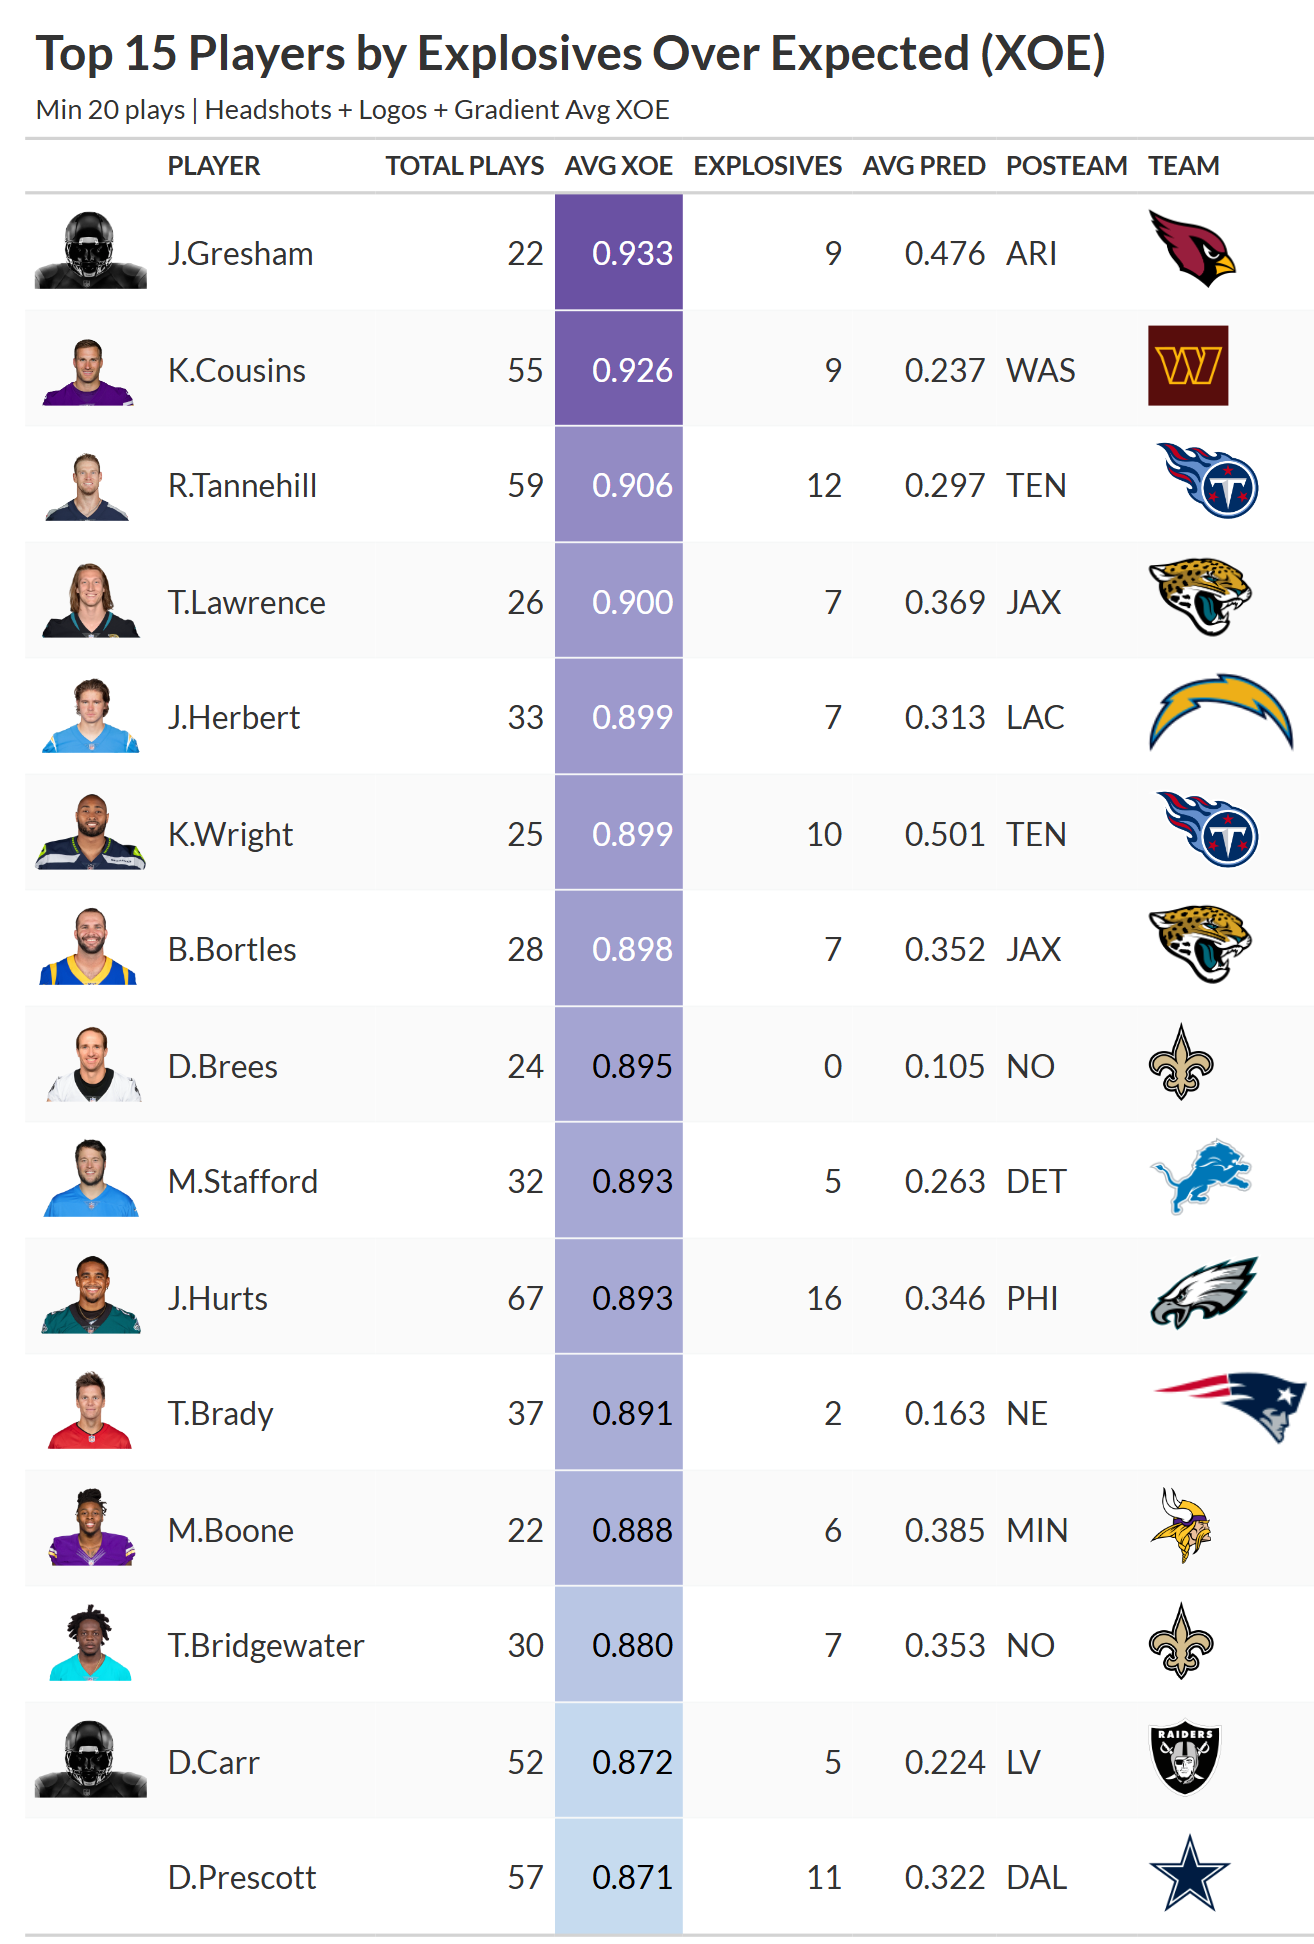 Top 15 Players by Explosives Over Expected (XOE)
Min 20 plays | Headshots + Logos + Gradient Avg XOE
PLAYER TOTAL PLAYS AVG XOE EXPLOSIVES AVG PRED POSTEAM TEAM
J.Gresham 22 0.933 9 0.476 ARI
K.Cousins 55 0.926 9 0.237 WAS W
R.Tannehill 59 0.906 12 0.297 TEN T
T.Lawrence 26 0.900 7 0.369 JAX
J.Herbert 33 0.899 7 0.313 LAC
K.Wright 25 0.899 10 0.501 TEN T
B.Bortles 28 0.898 7 0.352 JAX
D.Brees 24 0.895 0 0.105 NO
M.Stafford 32 0.893 5 0.263 DET
J.Hurts 67 0.893 16 0.346 PHI
T.Brady 37 0.891 2 0.163 NE
M.Boone 22 0.888 6 0.385 MIN
T.Bridgewater 30 0.880 7 0.353 NO
D.Carr 52 0.872 5 0.224 LV RAIDERS
D.Prescott 57 0.871 11 0.322 DAL